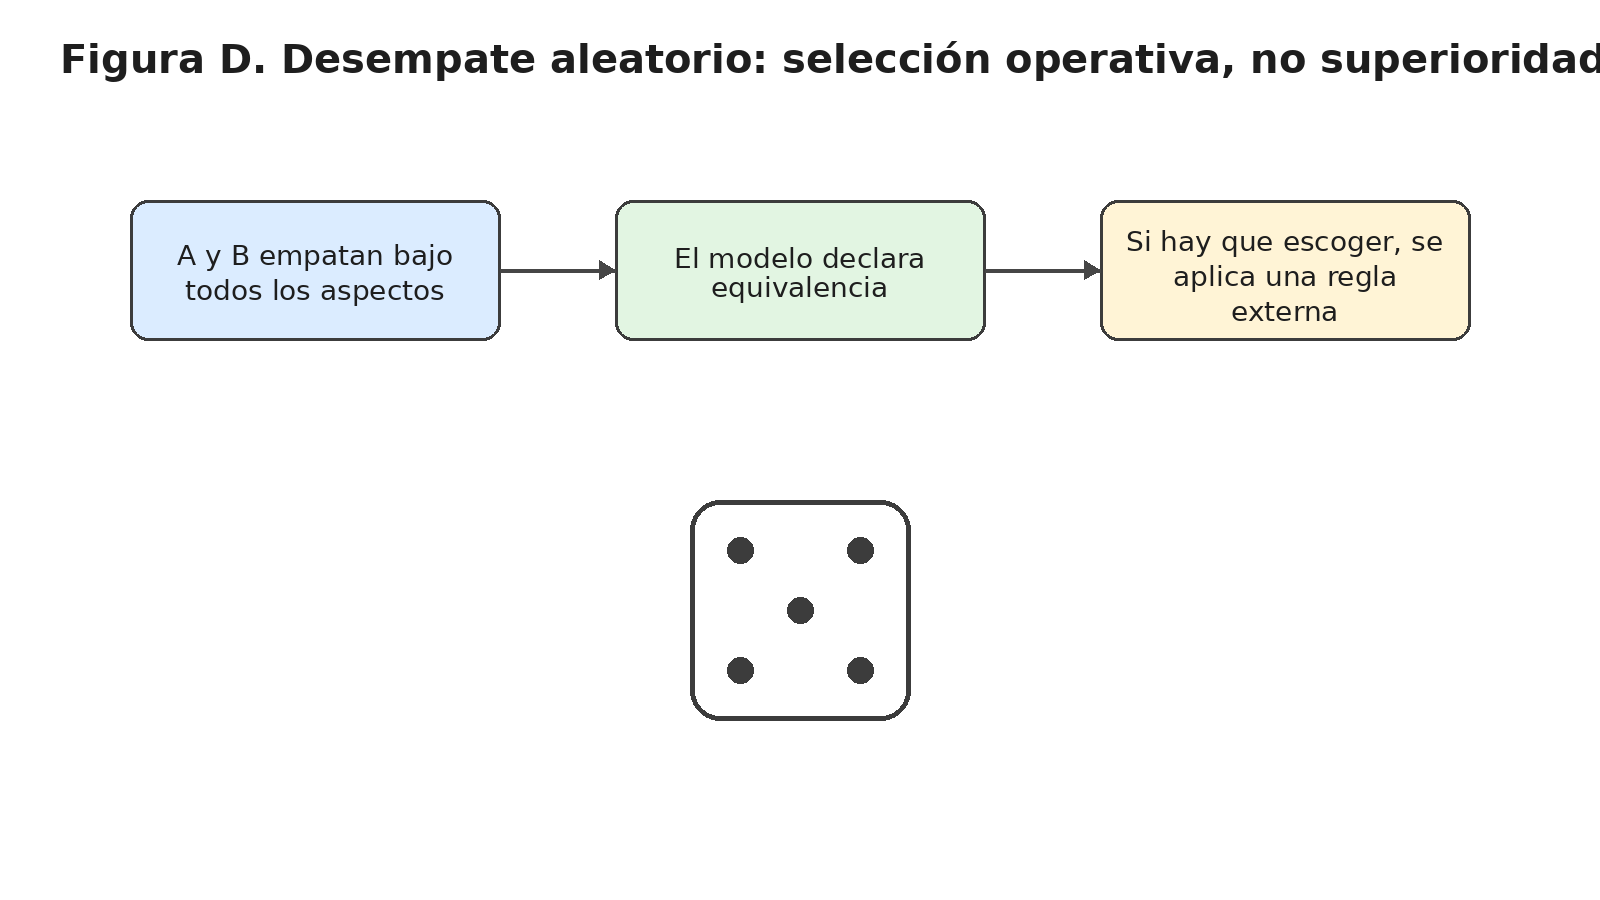 Figura D. Desempate aleatorio: selección operativa, no superioridad
A y B empatan bajo
todos los aspectos
El modelo declara
equivalencia
Si hay que escoger, se
aplica una regla
externa